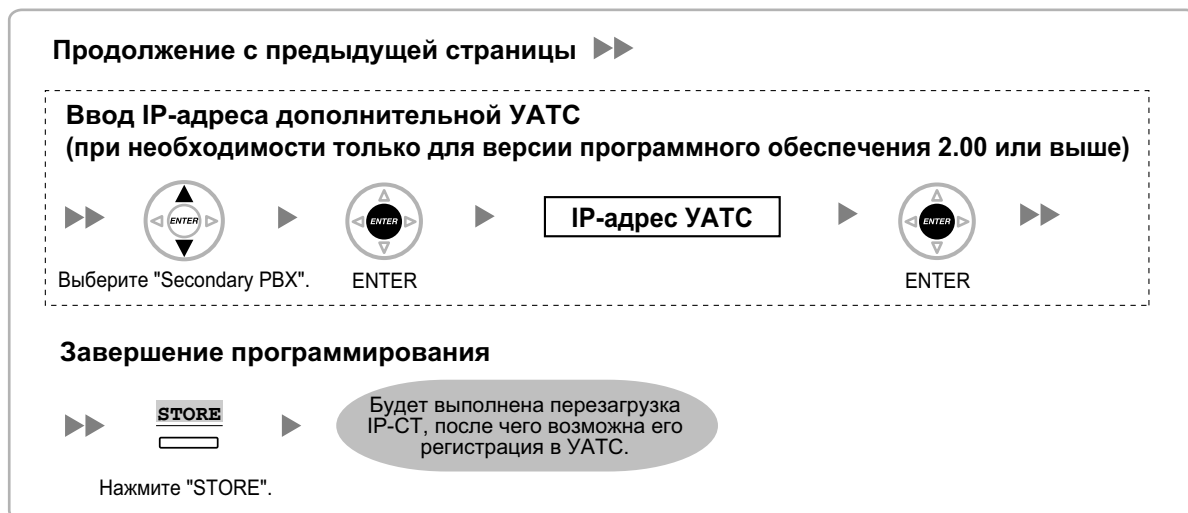 Продолжение с предыдущей страницы
Ввод IP-адреса дополнительной УАТС
(при необходимости только для версии программного обеспечения 2.00 или выше)
ENTER
ENTER
IP-адрес УАТС
ENTER
Выберите "Secondary PBX".
ENTER
ENTER
Завершение программирования
STORE
Будет выполнена перезагрузка
IP-СТ, после чего возможна его
регистрация в УАТС.
Нажмите "STORE".